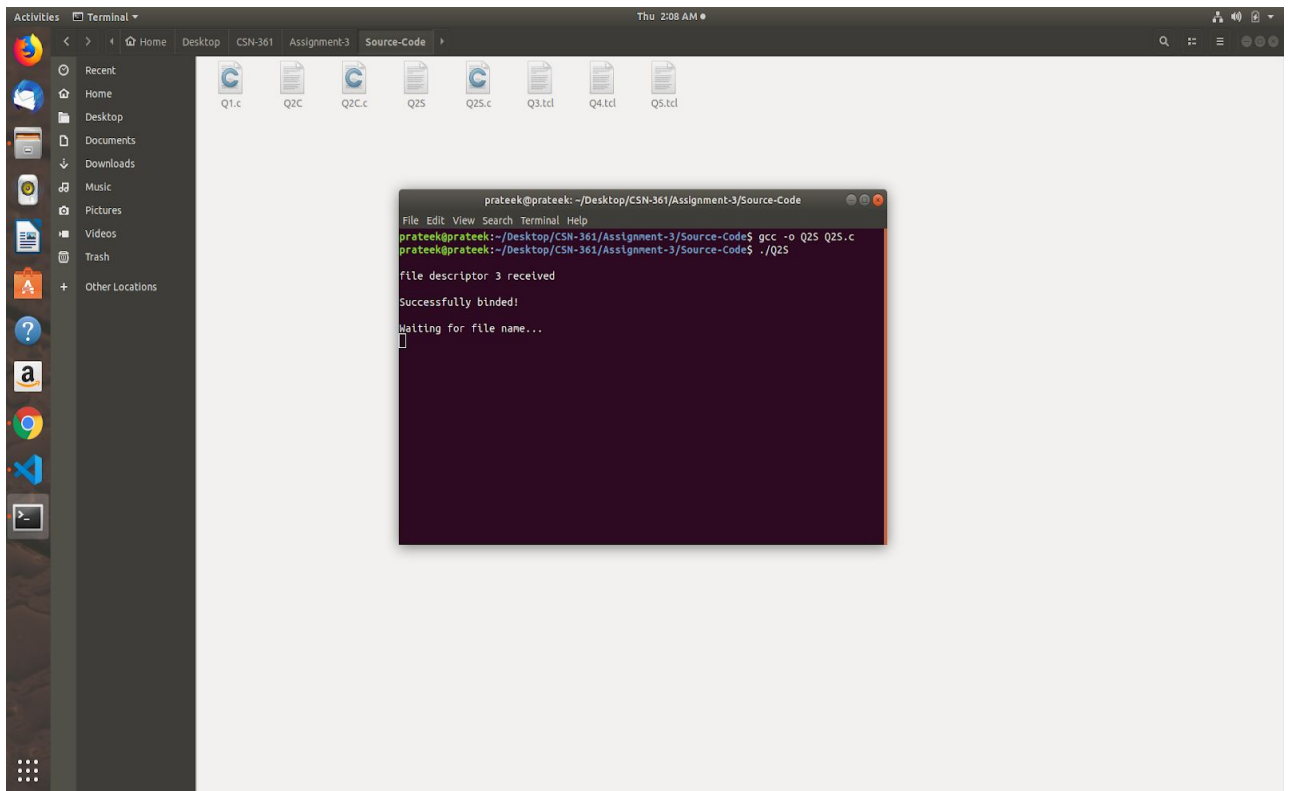 Activities Terminal Thu 2:08 AM
Home Desktop CSN-361 Assignment-3 Source-Code
Recent
Home
Desktop
Documents
Downloads
Music
Pictures
Videos
Trash
Other Locations
Q1.c Q2C Q2C.c Q2S Q2S.c Q3.tcl Q4.tcl Q5.tcl
prateek@prateek: ~/Desktop/CSN-361/Assignment-3/Source-Code
File Edit View Search Terminal Help
prateek@prateek:~/Desktop/CSN-361/Assignment-3/Source-Code$ gcc -o Q2S Q2S.c
prateek@prateek:~/Desktop/CSN-361/Assignment-3/Source-Code$ ./Q2S
file descriptor 3 received
Successfully binded!
Waiting for file name...